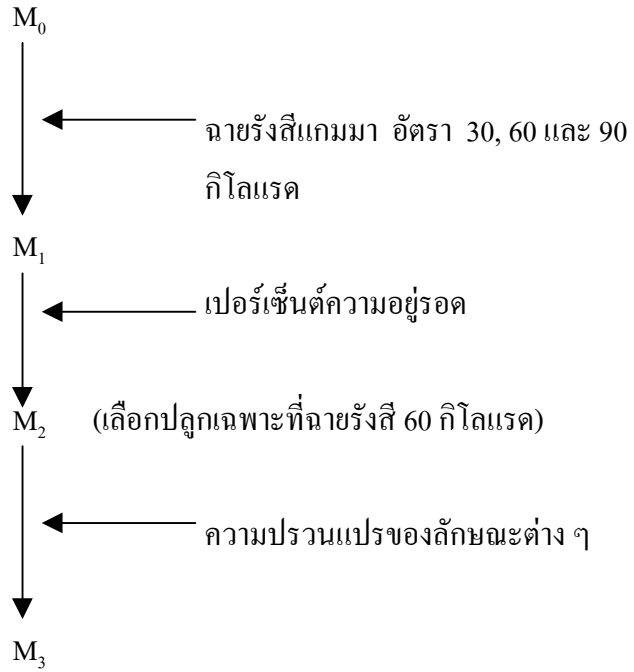 M₀
ฉายรังสีแกมมา อัตรา 30, 60 และ 90
กิโลแรด
M₁
เปอร์เซ็นต์ความอยู่รอด
M₂ (เลือกปลูกเฉพาะที่ฉายรังสี 60 กิโลแรด)
ความปรวนแปรของลักษณะต่าง ๆ
M₃